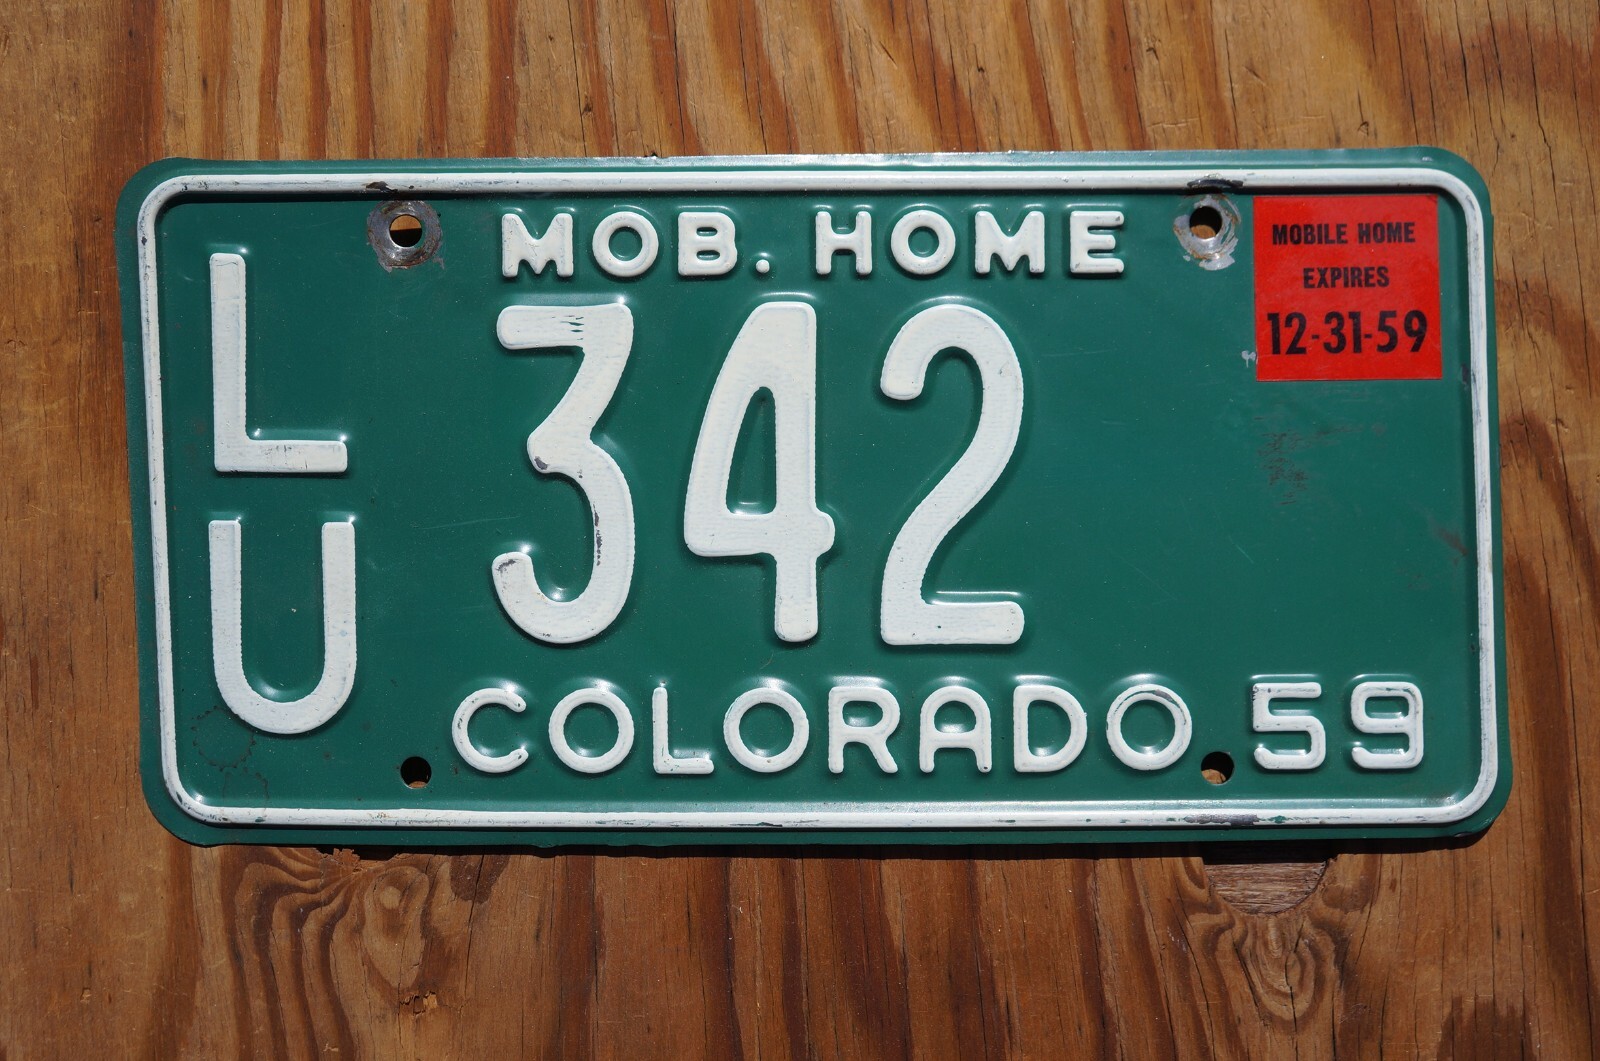 MOB. HOME
MOBILE HOME
EXPIRES
12-31-59
L
U
342
COLORADO 59